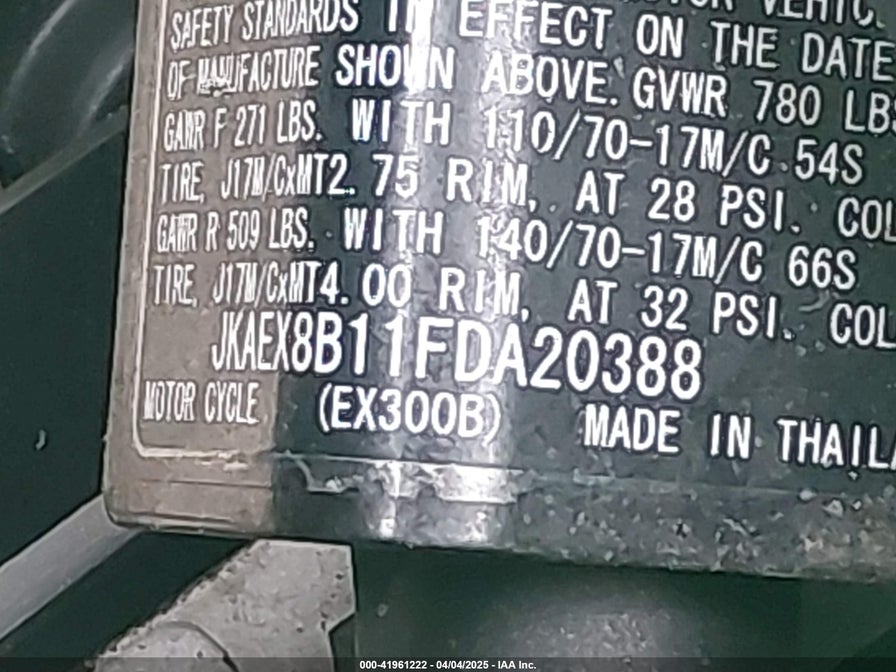 MOTOR VEHIC
SAFETY STANDARDS IN EFFECT ON THE DATE
OF MANUFACTURE SHOWN ABOVE. GVWR 780 LB
GAWR F 271 LBS. WITH 110/70-17M/C 54S
TIRE, J17M/CxMT2.75 RIM, AT 28 PSI. COL
GAWR R 509 LBS. WITH 140/70-17M/C 66S
TIRE, J17M/CxMT4.00 RIM, AT 32 PSI. COL
JKAEX8B11FDA20388
MOTOR CYCLE (EX300B) MADE IN THAILA
000-41961222 - 04/04/2025 - IAA Inc.